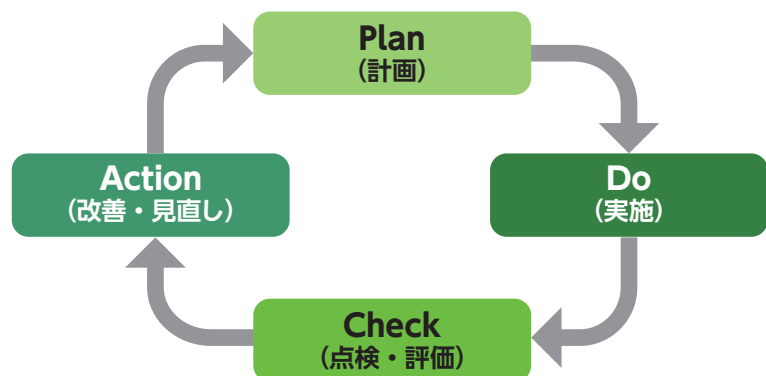 Plan
（計画）
Do
（実施）
Check
（点検・評価）
Action
（改善・見直し）